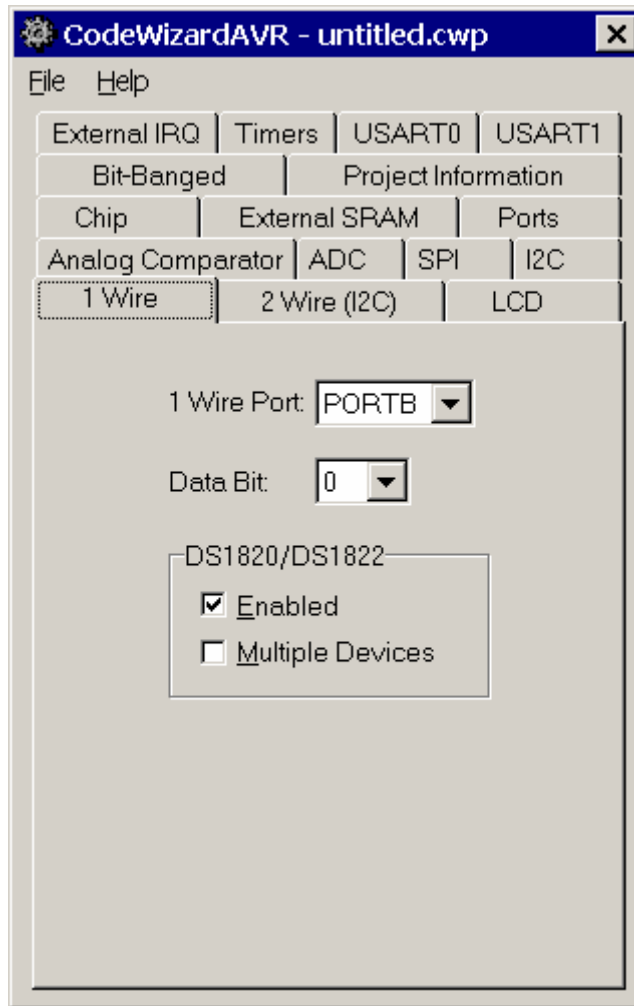 CodeWizardAVR - untitled.cwp
File Help
External IRQ Timers USART0 USART1
Bit-Banged Project Information
Chip External SRAM Ports
Analog Comparator ADC SPI I2C
1 Wire 2 Wire (I2C) LCD
1 Wire Port: PORTB
Data Bit: 0
DS1820/DS1822
Enabled
Multiple Devices